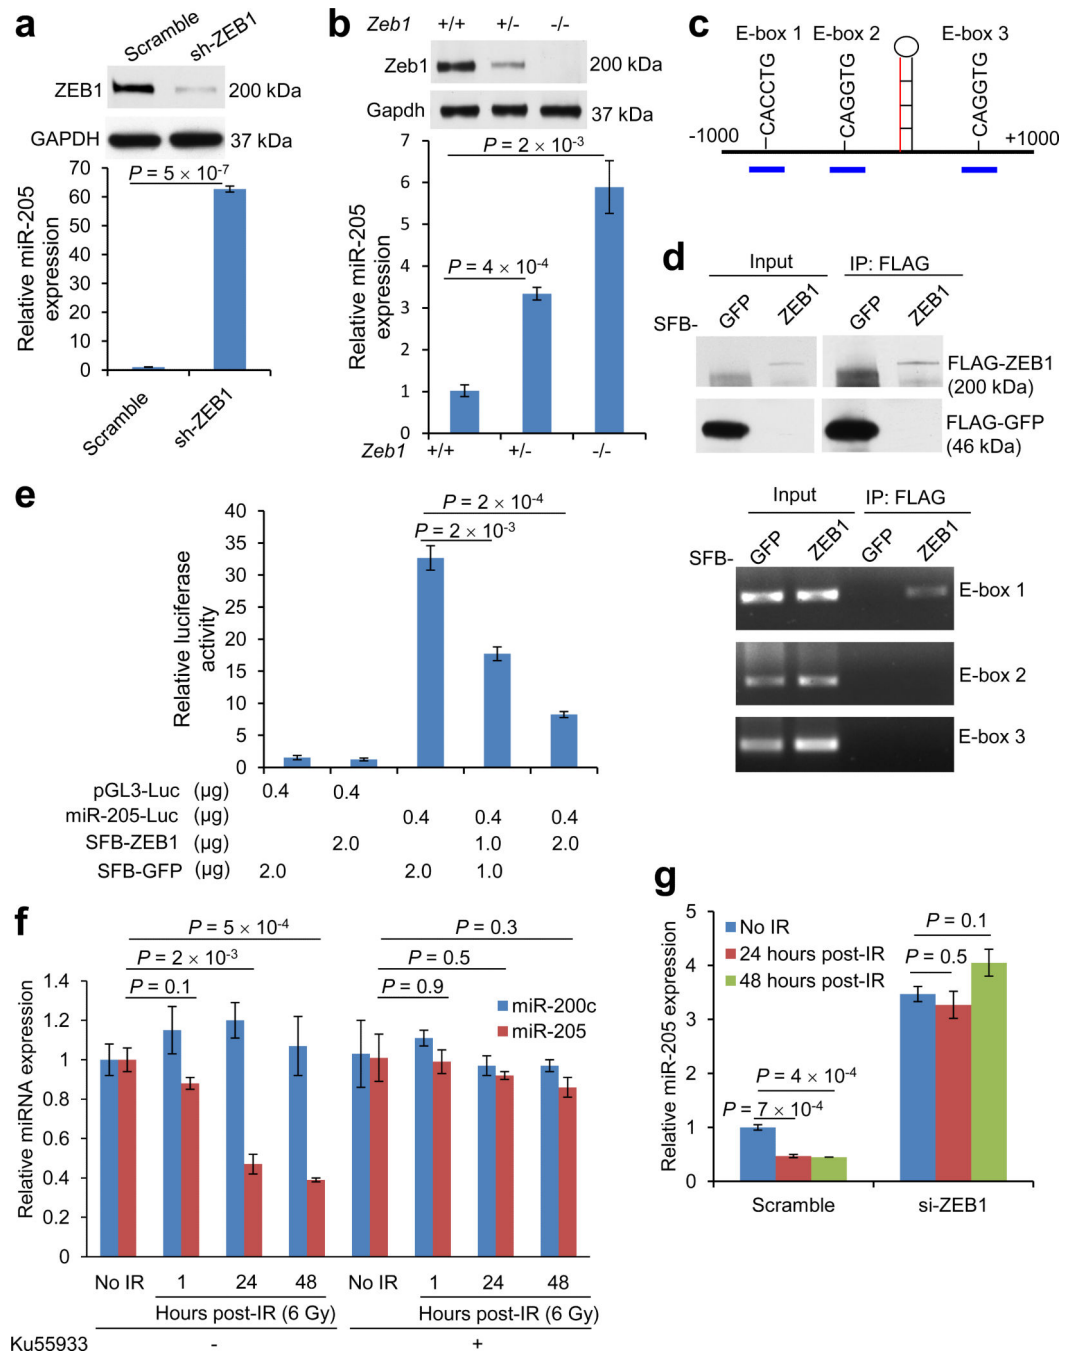 a
Scramble
sh-ZEB1
ZEB1
200 kDa
GAPDH
37 kDa
P = 5 × 10-7
Relative miR-205
expression
70
60
50
40
30
20
10
0
Scramble
sh-ZEB1
b
Zeb1 +/+ +/- -/-
Zeb1
200 kDa
Gapdh
37 kDa
P = 2 × 10-3
P = 4 × 10-4
Relative miR-205
expression
7
6
5
4
3
2
1
0
Zeb1 +/+ +/- -/-
c
E-box 1 E-box 2 E-box 3
CACCTG
CAGGTG
CAGGTG
-1000 +1000
d
Input IP: FLAG
SFB- GFP ZEB1 GFP ZEB1
FLAG-ZEB1
(200 kDa)
FLAG-GFP
(46 kDa)
Input IP: FLAG
SFB- GFP ZEB1 GFP ZEB1
E-box 1
E-box 2
E-box 3
e
P = 2 × 10-4
P = 2 × 10-3
Relative luciferase
activity
40
35
30
25
20
15
10
5
0
pGL3-Luc (µg) 0.4 0.4
miR-205-Luc (µg) 0.4 0.4 0.4
SFB-ZEB1 (µg) 2.0 1.0 2.0
SFB-GFP (µg) 2.0 2.0 1.0
f
P = 5 × 10-4
P = 2 × 10-3
P = 0.1
P = 0.3
P = 0.5
P = 0.9
miR-200c
miR-205
Relative miRNA expression
1.4
1.2
1
0.8
0.6
0.4
0.2
0
No IR 1 24 48 No IR 1 24 48
Hours post-IR (6 Gy) Hours post-IR (6 Gy)
Ku55933 - +
g
No IR
24 hours post-IR
48 hours post-IR
P = 0.1
P = 0.5
P = 4 × 10-4
P = 7 × 10-4
Relative miR-205 expression
5
4
3
2
1
0
Scramble si-ZEB1